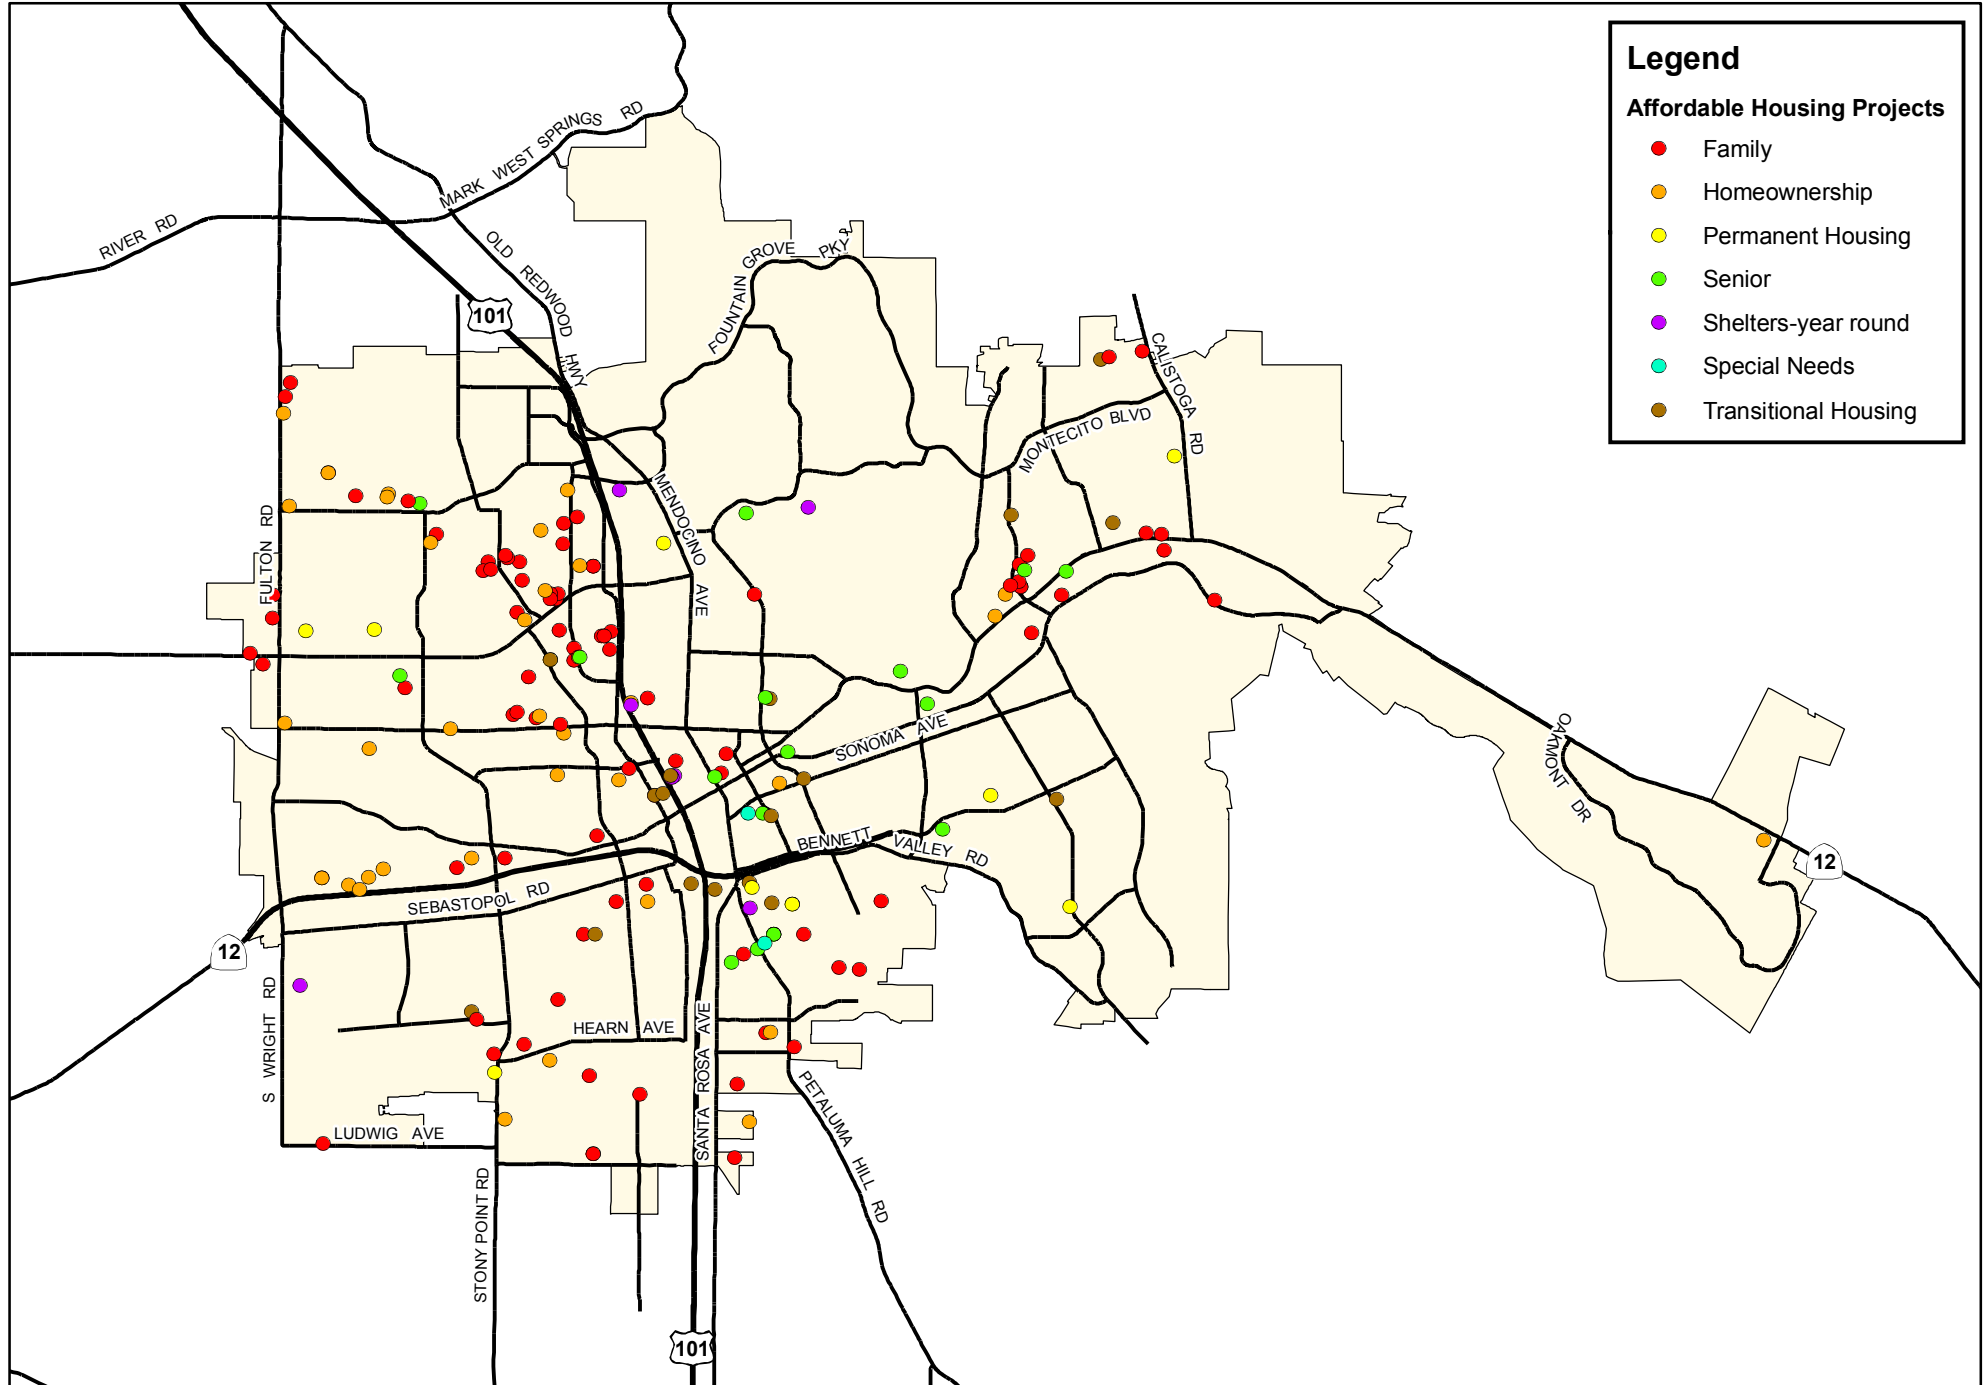 Legend
Affordable Housing Projects
Family
Homeownership
Permanent Housing
Senior
Shelters-year round
Special Needs
Transitional Housing
MARK WEST SPRINGS RD
RIVER RD
OLD REDWOOD HWY
101
FOUNTAIN GROVE PKY
CALISTOGA RD
MONTECITO BLVD
MENDOCINO AVE
FULTON RD
SONOMA AVE
OAKMONT DR
BENNETT VALLEY RD
12
SEBASTOPOL RD
12
S WRIGHT RD
HEARN AVE
SANTA ROSA AVE
PETALUMA HILL RD
LUDWIG AVE
STONY POINT RD
101